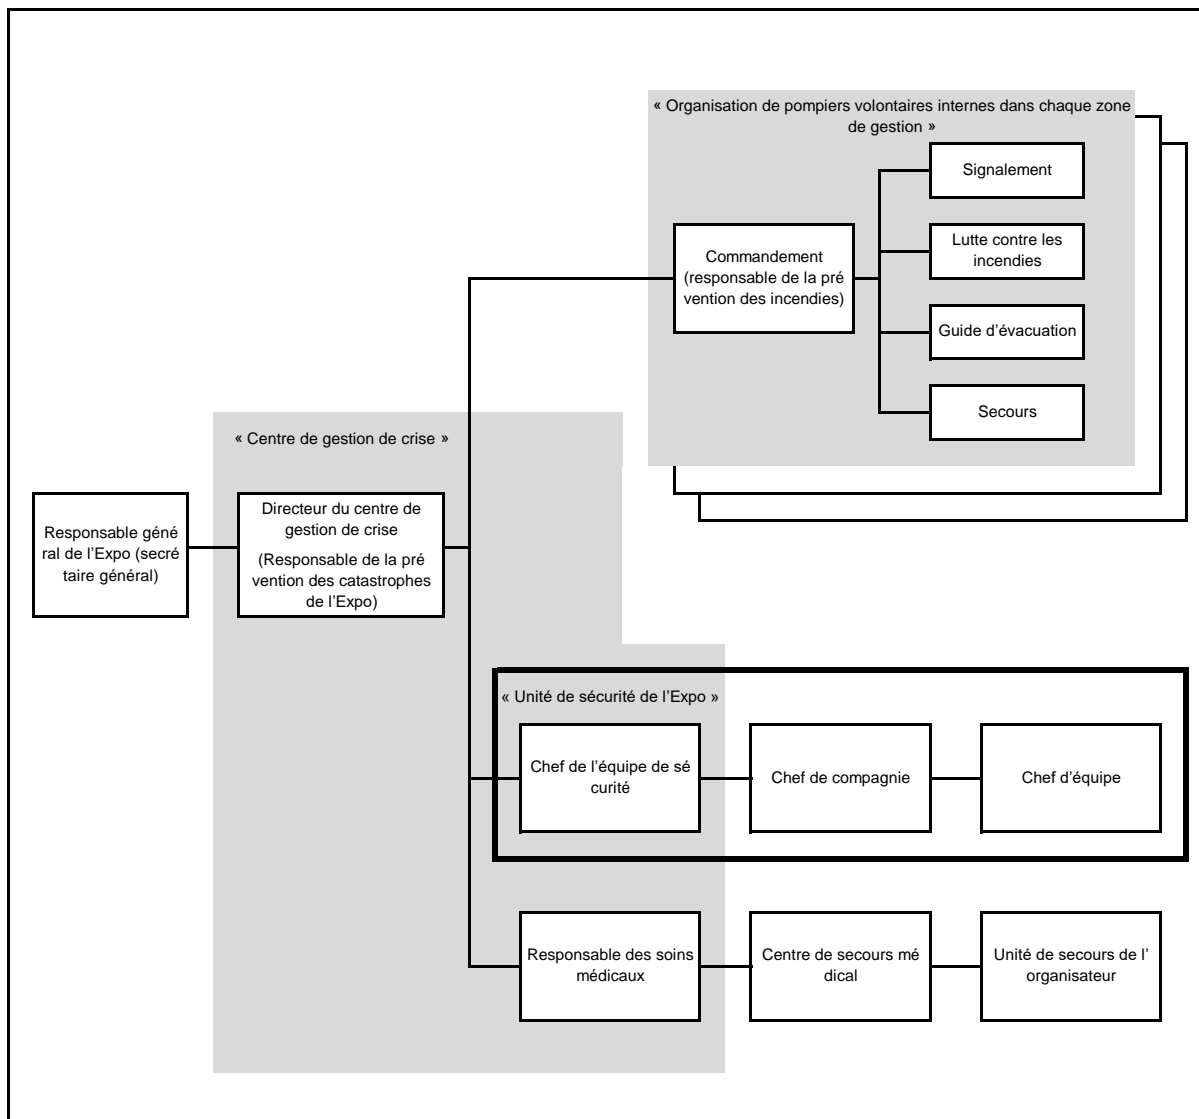 « Organisation de pompiers volontaires internes dans chaque zone
de gestion »
Signalement
Lutte contre les
incendies
Commandement
(responsable de la pré
vention des incendies)
Guide d’évacuation
Secours
« Centre de gestion de crise »
Responsable géné
ral de l’Expo (secré
taire général)
Directeur du centre de
gestion de crise
(Responsable de la pré
vention des catastrophes
de l’Expo)
« Unité de sécurité de l’Expo »
Chef de l’équipe de sé
curité
Chef de compagnie
Chef d’équipe
Responsable des soins
médicaux
Centre de secours mé
dical
Unité de secours de l’
organisateur